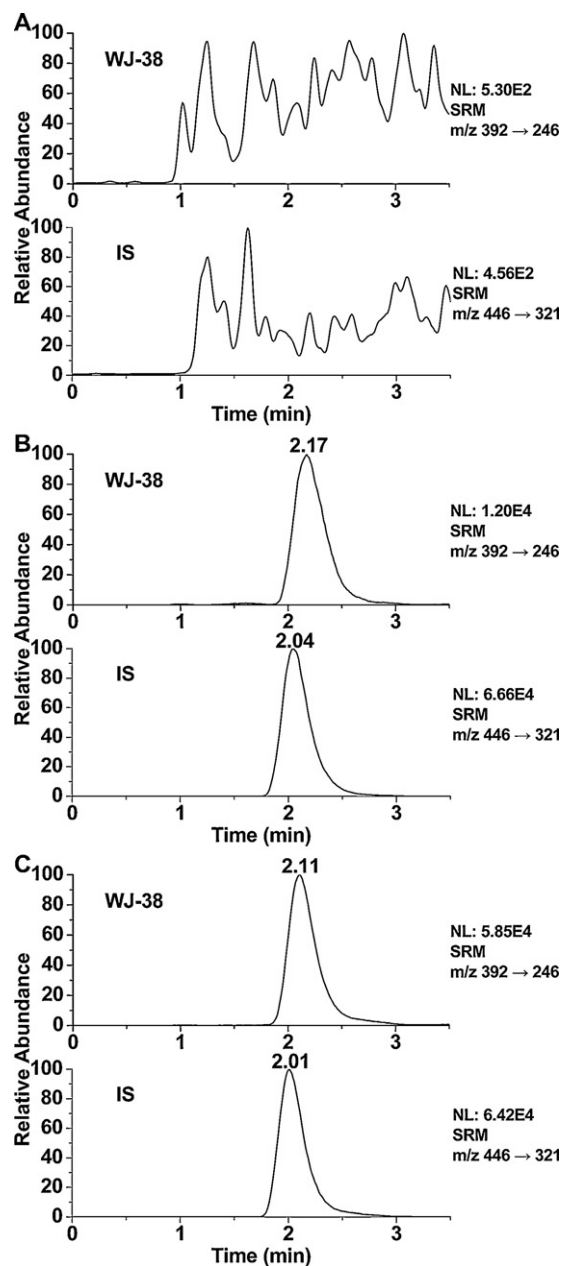 A
WJ-38
NL: 5.30E2
SRM
m/z 392 → 246
100
80
60
40
20
0
0 1 2 3
Relative Abundance
IS
NL: 4.56E2
SRM
m/z 446 → 321
100
80
60
40
20
0
0 1 2 3
Time (min)
B
2.17
WJ-38
NL: 1.20E4
SRM
m/z 392 → 246
100
80
60
40
20
0
0 1 2 3
Relative Abundance
2.04
IS
NL: 6.66E4
SRM
m/z 446 → 321
100
80
60
40
20
0
0 1 2 3
Time (min)
C
2.11
WJ-38
NL: 5.85E4
SRM
m/z 392 → 246
100
80
60
40
20
0
0 1 2 3
Relative Abundance
2.01
IS
NL: 6.42E4
SRM
m/z 446 → 321
100
80
60
40
20
0
0 1 2 3
Time (min)